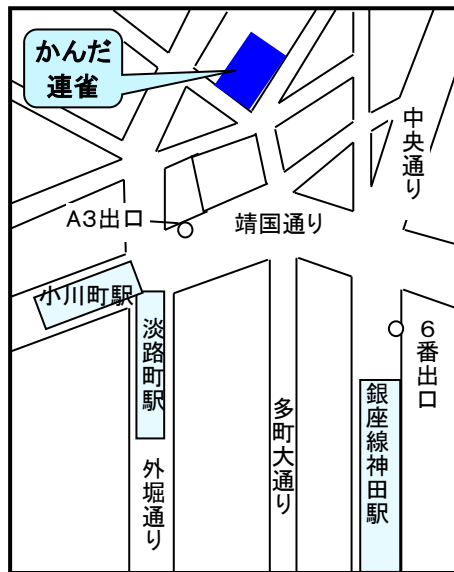 かんだ
連雀
中央通り
A3出口
靖国通り
小川町駅
淡路町駅
6番出口
銀座線神田駅
多町大通り
外堀通り